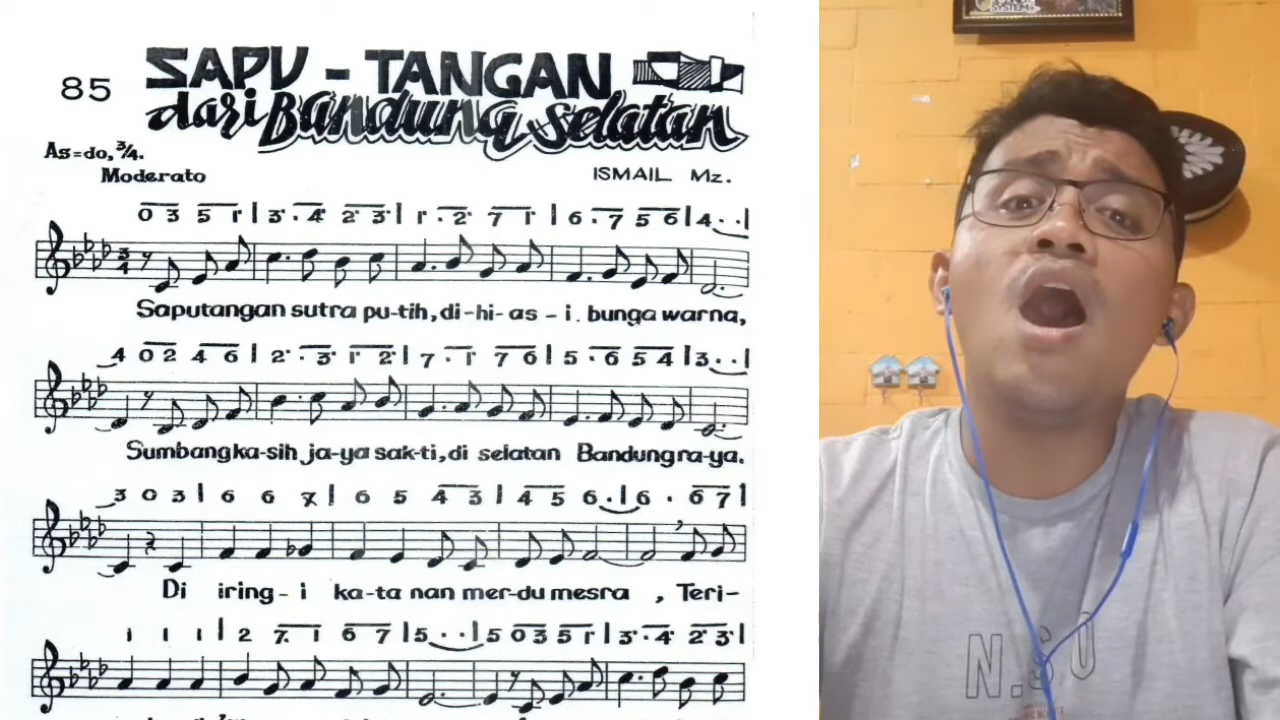 SYSTEMS
85
SAPU - TANGAN
dari Bandung Selatan
As=do, 3/4.
Moderato
ISMAIL Mz.
0 3 5 1̇ | 3̇ . 4̇ 2̇ 3̇ | 1̇ . 2̇ 7 1̇ | 6 . 7 5 6 | 4 . . |
3/4
Saputangan sutra pu-tih, di-hi-as-i. bunga warna,
4 0 2 4 6 | 2̇ . 3̇ 1̇ 2̇ | 7 . 1̇ 7 6 | 5 . 6 5 4 | 3 . . |
Sumbang ka-sih ja-ya sak-ti, di selatan Bandung ra-ya.
3 0 3 | 6 6 7̸ | 6 5 4 3 | 4 5 6 . | 6 . 6 7 |
Di iring-i ka-ta nan mer-du mesra , Teri-
1̇ 1̇ 1̇ | 2̇ 7 . 1̇ 6 7 | 5 . . | 5 0 3 5 1̇ | 3̇ . 4̇ 2̇ 3̇ |
N.SO